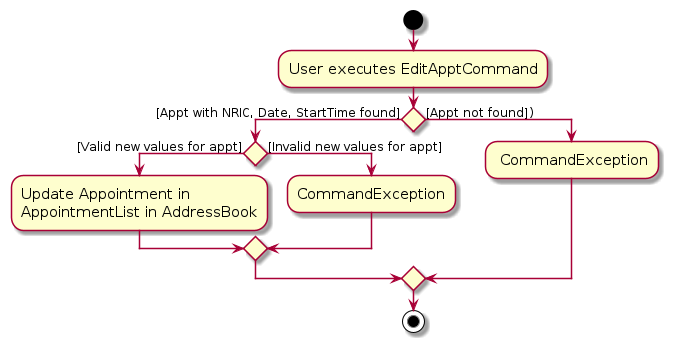 User executes EditApptCommand
[Appt with NRIC, Date, StartTime found]
[Appt not found])
[Valid new values for appt]
[Invalid new values for appt]
CommandException
Update Appointment in
AppointmentList in AddressBook
CommandException